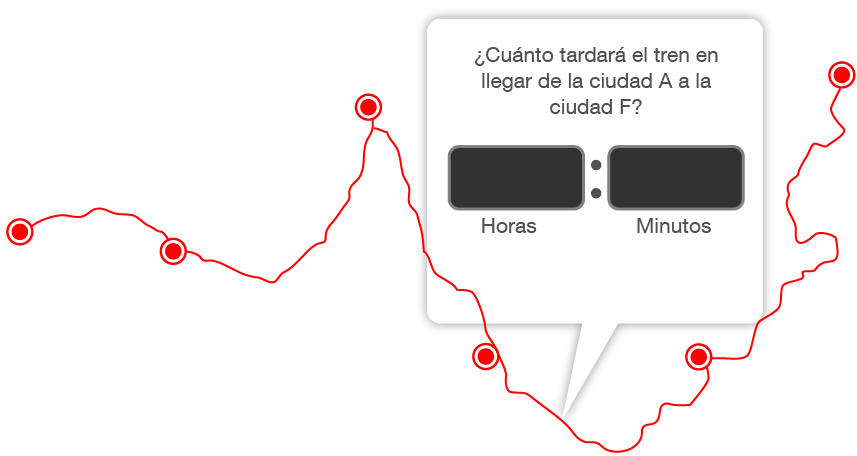 ¿Cuánto tardará el tren en
llegar de la ciudad A a la
ciudad F?
:
Horas Minutos